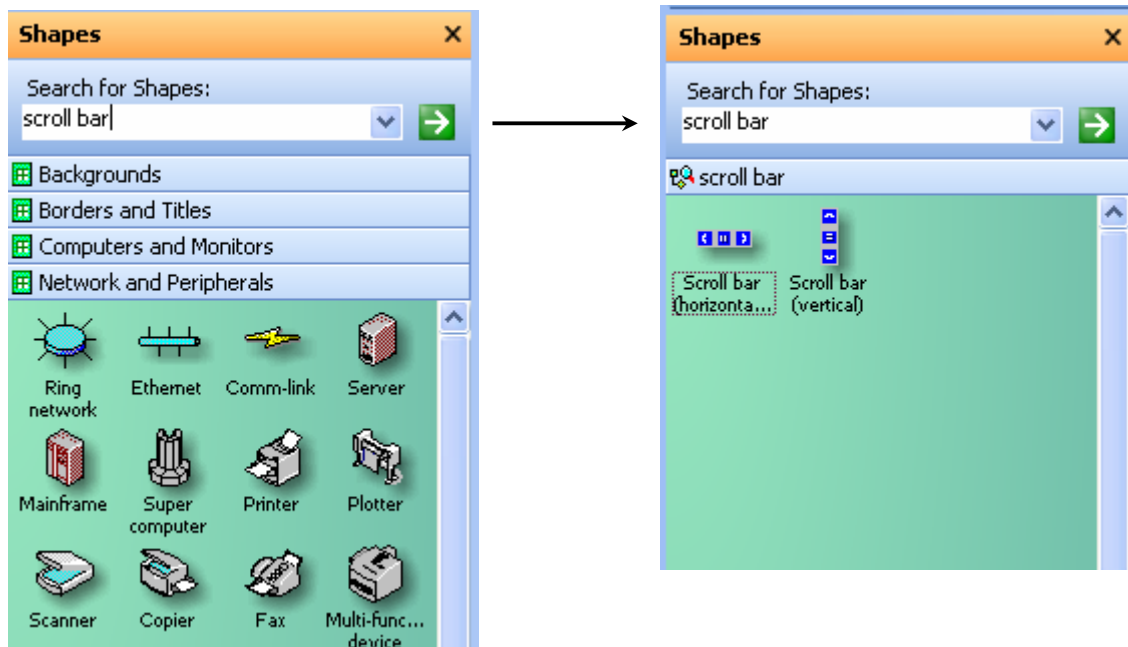 Shapes
Search for Shapes:
scroll bar
Backgrounds
Borders and Titles
Computers and Monitors
Network and Peripherals
Ring network
Ethernet
Comm-link
Server
Mainframe
Super computer
Printer
Plotter
Scanner
Copier
Fax
Multi-func... device
Shapes
Search for Shapes:
scroll bar
scroll bar
Scroll bar (horizonta...
Scroll bar (vertical)